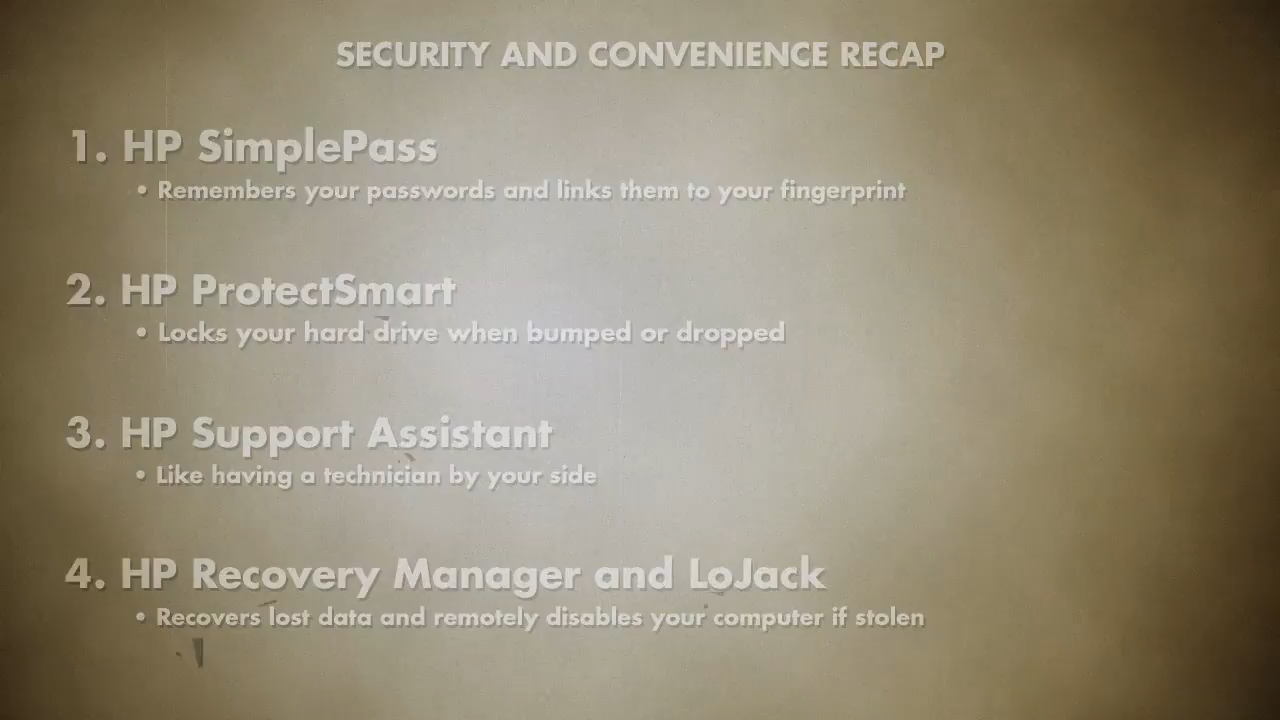 SECURITY AND CONVENIENCE RECAP
1. HP SimplePass
• Remembers your passwords and links them to your fingerprint
2. HP ProtectSmart
• Locks your hard drive when bumped or dropped
3. HP Support Assistant
• Like having a technician by your side
4. HP Recovery Manager and LoJack
• Recovers lost data and remotely disables your computer if stolen